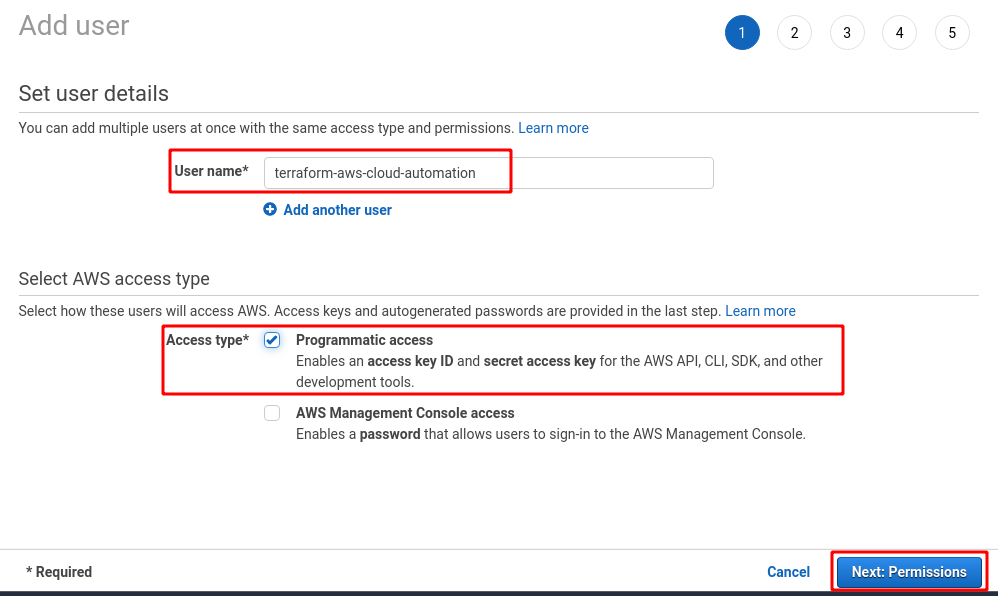 Add user
1 2 3 4 5
Set user details
You can add multiple users at once with the same access type and permissions. Learn more
User name* terraform-aws-cloud-automation
Add another user
Select AWS access type
Select how these users will access AWS. Access keys and autogenerated passwords are provided in the last step. Learn more
Access type* Programmatic access
Enables an access key ID and secret access key for the AWS API, CLI, SDK, and other
development tools.
AWS Management Console access
Enables a password that allows users to sign-in to the AWS Management Console.
* Required Cancel Next: Permissions